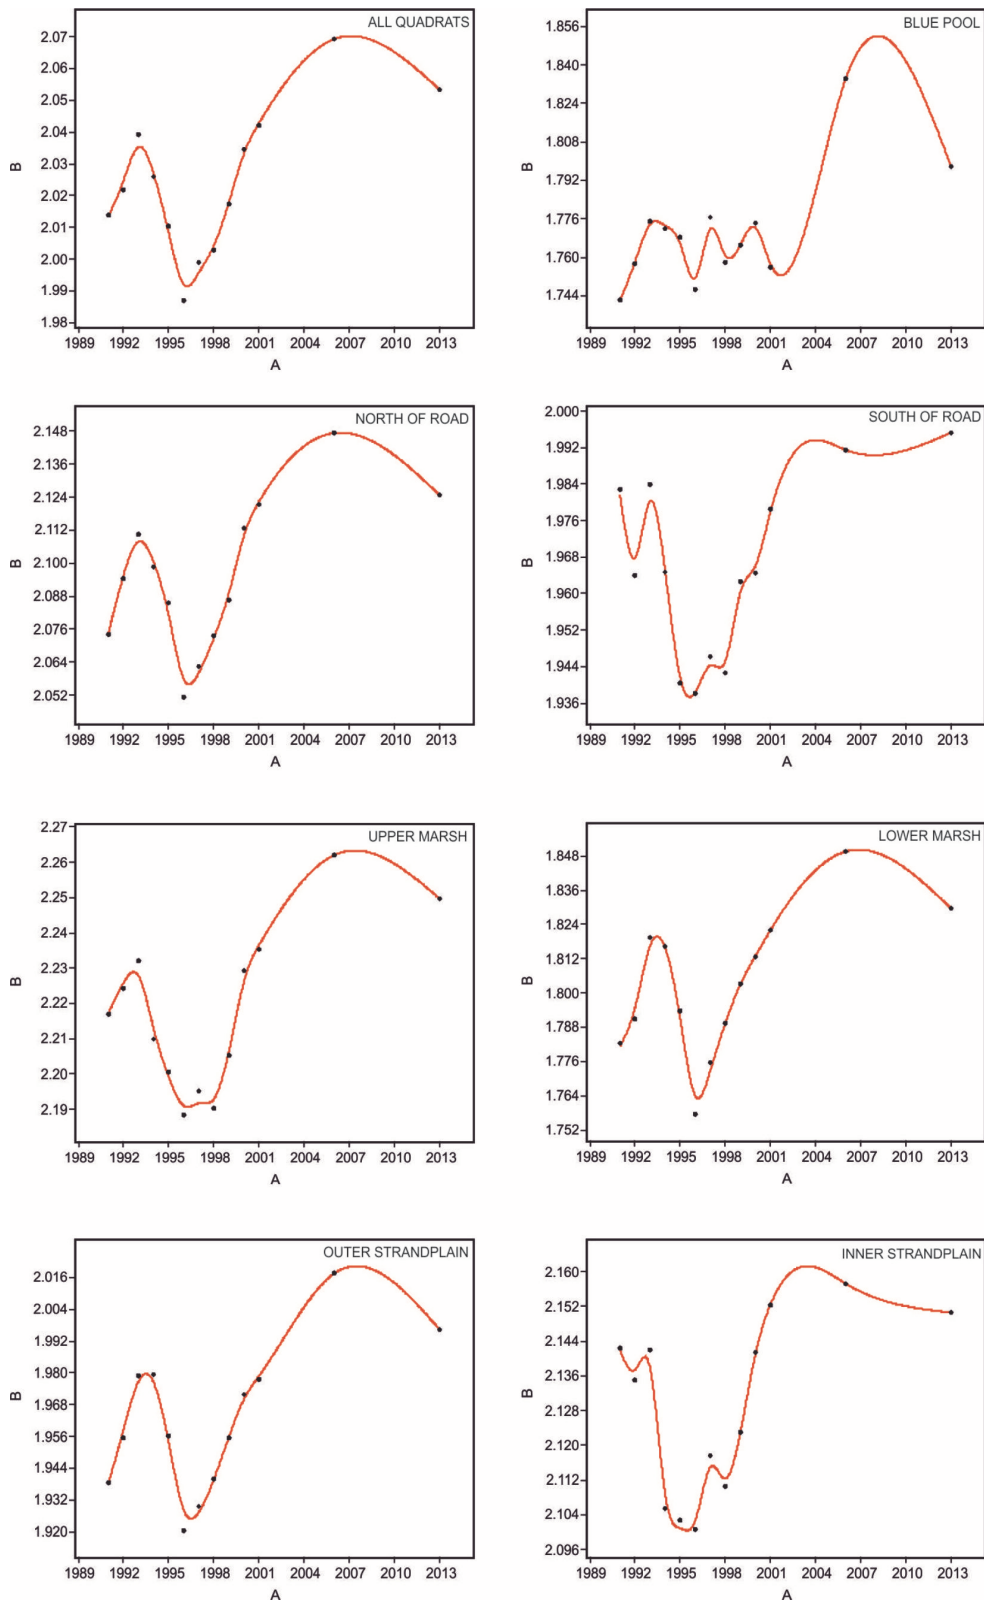 ALL QUADRATS
2.07
2.06
2.05
2.04
2.03
2.02
2.01
2.00
1.99
1.98
B
1989 1992 1995 1998 2001 2004 2007 2010 2013
A
BLUE POOL
1.856
1.840
1.824
1.808
1.792
1.776
1.760
1.744
B
1989 1992 1995 1998 2001 2004 2007 2010 2013
A
NORTH OF ROAD
2.148
2.136
2.124
2.112
2.100
2.088
2.076
2.064
2.052
B
1989 1992 1995 1998 2001 2004 2007 2010 2013
A
SOUTH OF ROAD
2.000
1.992
1.984
1.976
1.968
1.960
1.952
1.944
1.936
B
1989 1992 1995 1998 2001 2004 2007 2010 2013
A
UPPER MARSH
2.27
2.26
2.25
2.24
2.23
2.22
2.21
2.20
2.19
B
1989 1992 1995 1998 2001 2004 2007 2010 2013
A
LOWER MARSH
1.848
1.836
1.824
1.812
1.800
1.788
1.776
1.764
1.752
B
1989 1992 1995 1998 2001 2004 2007 2010 2013
A
OUTER STRANDPLAIN
2.016
2.004
1.992
1.980
1.968
1.956
1.944
1.932
1.920
B
1989 1992 1995 1998 2001 2004 2007 2010 2013
A
INNER STRANDPLAIN
2.160
2.152
2.144
2.136
2.128
2.120
2.112
2.104
2.096
B
1989 1992 1995 1998 2001 2004 2007 2010 2013
A